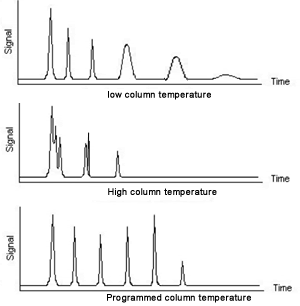 Signal
Time
low column temperature
Signal
Time
High column temperature
Signal
Time
Programmed column temperature